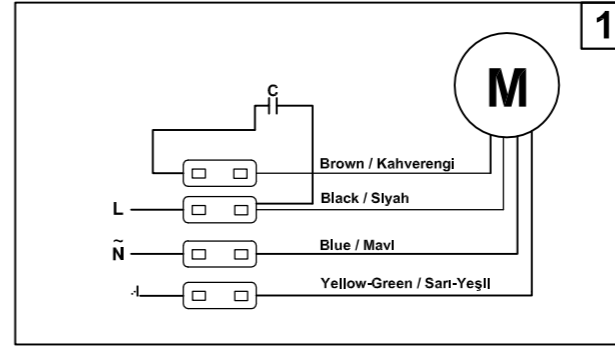 1
C
M
Brown / Kahverengi
L
Black / SIyah
~
N
Blue / MavI
Yellow-Green / Sarı-YeşIl